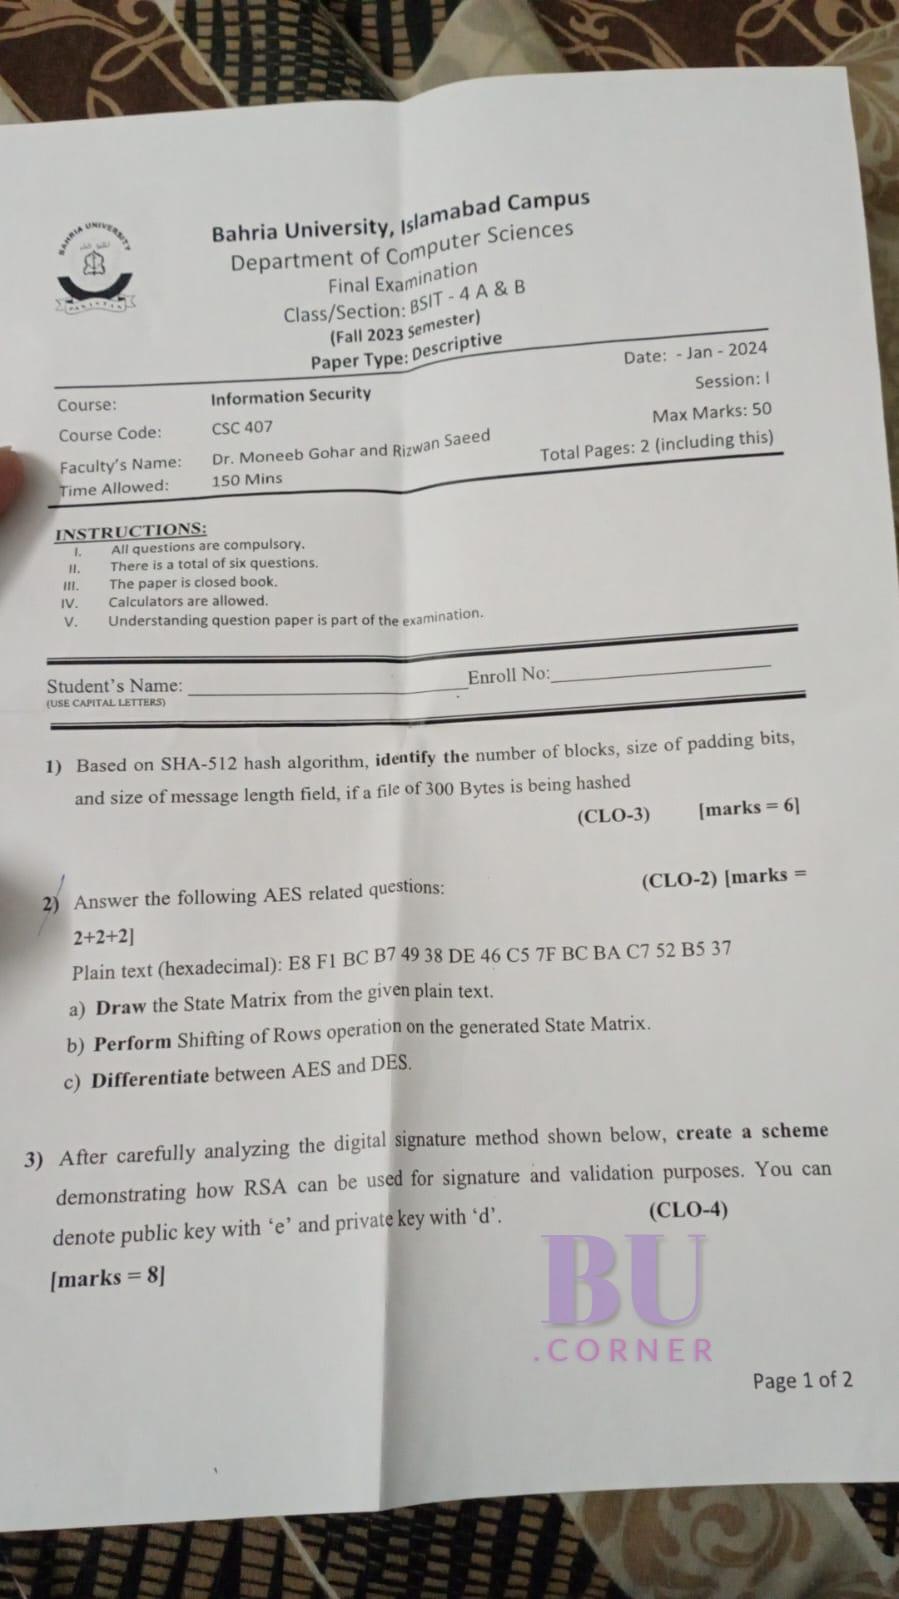 BAHRIA UNIVERSITY
PAKISTAN
Bahria University, Islamabad Campus
Department of Computer Sciences
Final Examination
Class/Section: BSIT - 4 A & B
(Fall 2023 Semester)
Paper Type: Descriptive
Course: Information Security Date: - Jan - 2024
Course Code: CSC 407 Session: I
Faculty's Name: Dr. Moneeb Gohar and Rizwan Saeed Max Marks: 50
Time Allowed: 150 Mins Total Pages: 2 (including this)
INSTRUCTIONS:
I. All questions are compulsory.
II. There is a total of six questions.
III. The paper is closed book.
IV. Calculators are allowed.
V. Understanding question paper is part of the examination.
Student's Name: Enroll No:
(USE CAPITAL LETTERS)
1) Based on SHA-512 hash algorithm, identify the number of blocks, size of padding bits,
and size of message length field, if a file of 300 Bytes is being hashed
(CLO-3) [marks = 6]
2) Answer the following AES related questions: (CLO-2) [marks =
2+2+2]
Plain text (hexadecimal): E8 F1 BC B7 49 38 DE 46 C5 7F BC BA C7 52 B5 37
a) Draw the State Matrix from the given plain text.
b) Perform Shifting of Rows operation on the generated State Matrix.
c) Differentiate between AES and DES.
3) After carefully analyzing the digital signature method shown below, create a scheme
demonstrating how RSA can be used for signature and validation purposes. You can
denote public key with 'e' and private key with 'd'. (CLO-4)
[marks = 8]
BU
.CORNER
Page 1 of 2